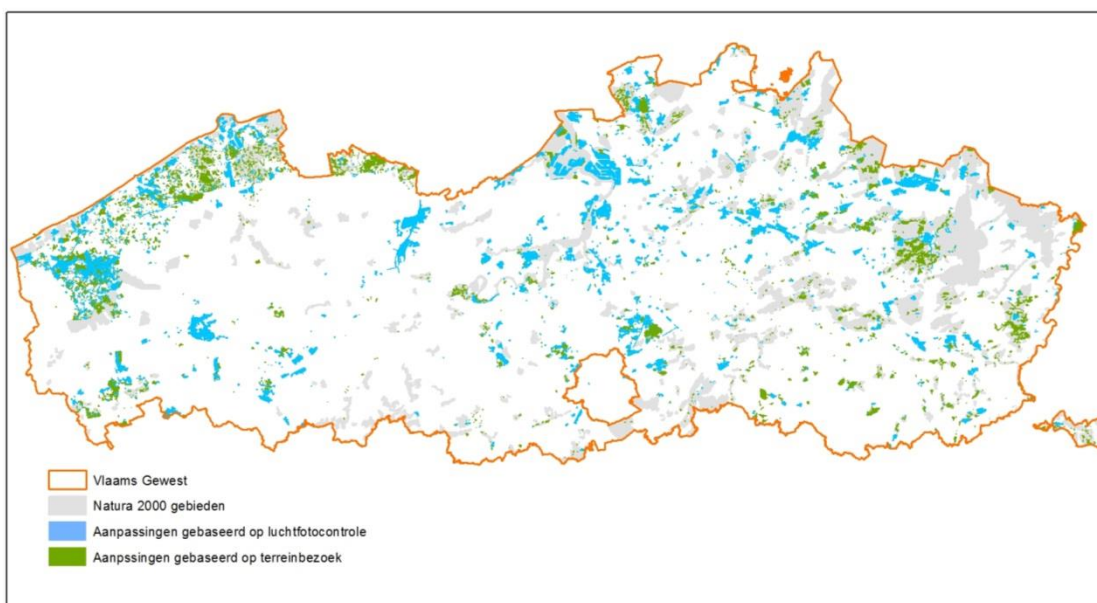 Vlaams Gewest
Natura 2000 gebieden
Aanpassingen gebaseerd op luchtfotocontrole
Aanpssingen gebaseerd op terreinbezoek